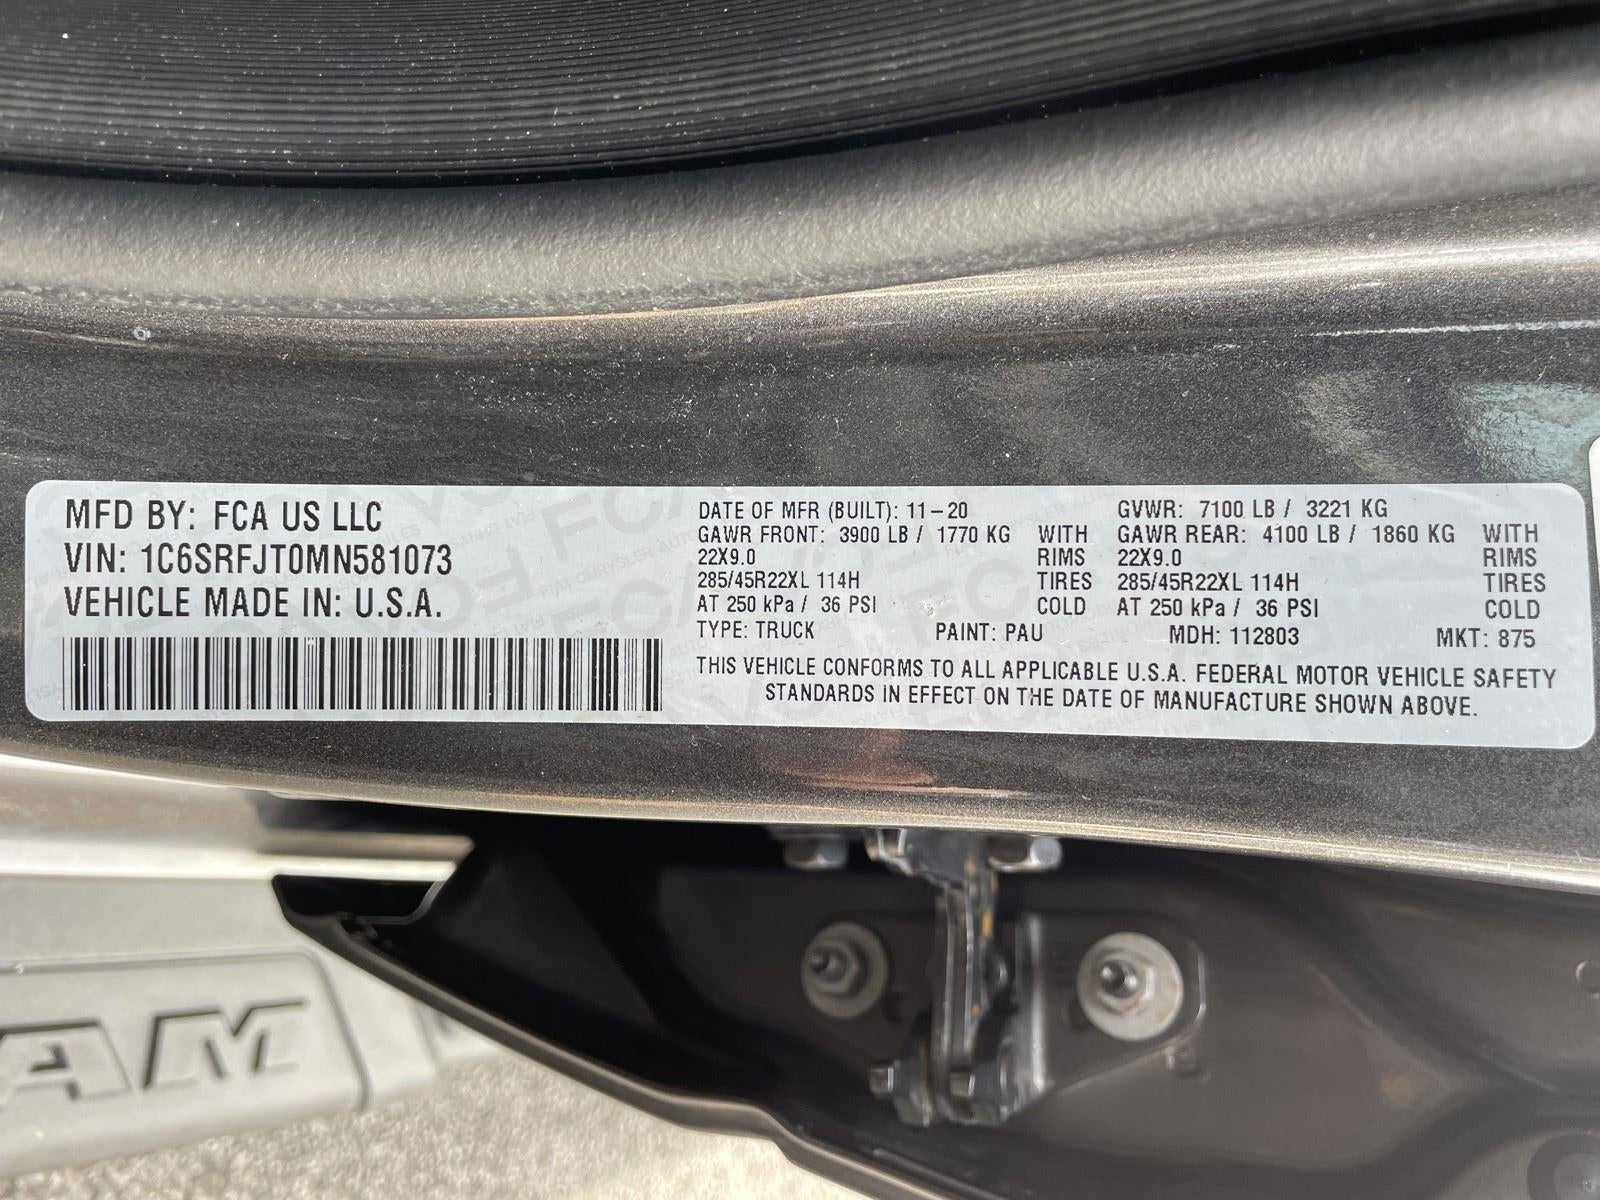 MFD BY: FCA US LLC
VIN: 1C6SRFJT0MN581073
VEHICLE MADE IN: U.S.A.
DATE OF MFR (BUILT): 11-20 GVWR: 7100 LB / 3221 KG
GAWR FRONT: 3900 LB / 1770 KG WITH GAWR REAR: 4100 LB / 1860 KG WITH
22X9.0 RIMS 22X9.0 RIMS
285/45R22XL 114H TIRES 285/45R22XL 114H TIRES
AT 250 kPa / 36 PSI COLD AT 250 kPa / 36 PSI COLD
TYPE: TRUCK PAINT: PAU MDH: 112803 MKT: 875
THIS VEHICLE CONFORMS TO ALL APPLICABLE U.S.A. FEDERAL MOTOR VEHICLE SAFETY
STANDARDS IN EFFECT ON THE DATE OF MANUFACTURE SHOWN ABOVE.
AM